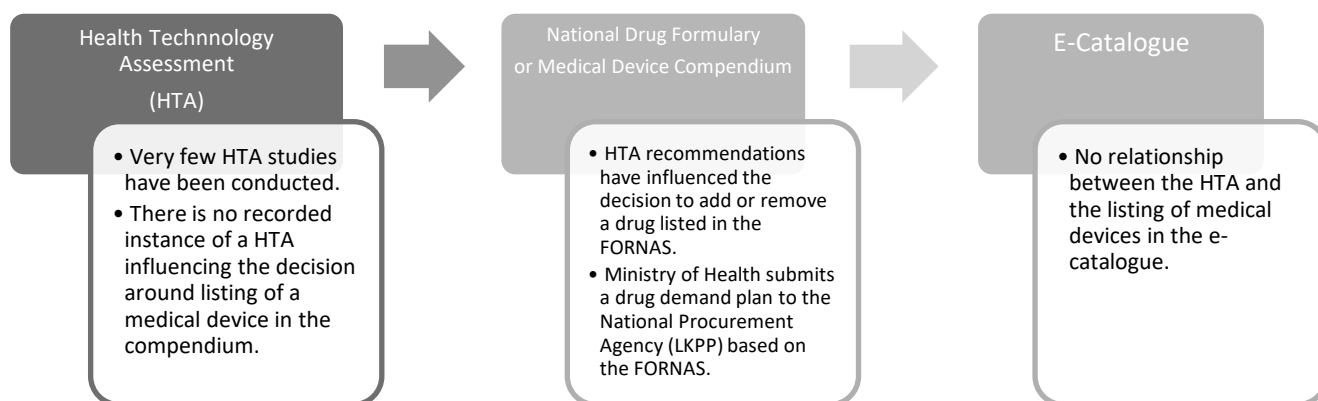 Health Technnology
Assessment
(HTA)
• Very few HTA studies
have been conducted.
• There is no recorded
instance of a HTA
influencing the decision
around listing of a
medical device in the
compendium.
National Drug Formulary
or Medical Device Compendium
• HTA recommendations
have influenced the
decision to add or remove
a drug listed in the
FORNAS.
• Ministry of Health submits
a drug demand plan to the
National Procurement
Agency (LKPP) based on
the FORNAS.
E-Catalogue
• No relationship
between the HTA and
the listing of medical
devices in the e-
catalogue.